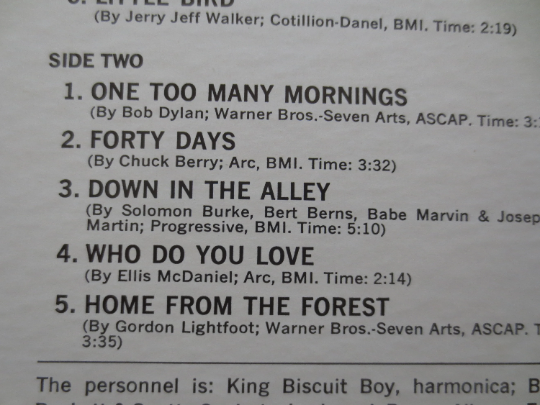 LITTLE BIRD
(By Jerry Jeff Walker; Cotillion-Danel, BMI. Time: 2:19)
SIDE TWO
1. ONE TOO MANY MORNINGS
(By Bob Dylan; Warner Bros.-Seven Arts, ASCAP. Time: 3:
2. FORTY DAYS
(By Chuck Berry; Arc, BMI. Time: 3:32)
3. DOWN IN THE ALLEY
(By Solomon Burke, Bert Berns, Babe Marvin & Josep
Martin; Progressive, BMI. Time: 5:10)
4. WHO DO YOU LOVE
(By Ellis McDaniel; Arc, BMI. Time: 2:14)
5. HOME FROM THE FOREST
(By Gordon Lightfoot; Warner Bros.-Seven Arts, ASCAP. T
3:35)
The personnel is: King Biscuit Boy, harmonica; B